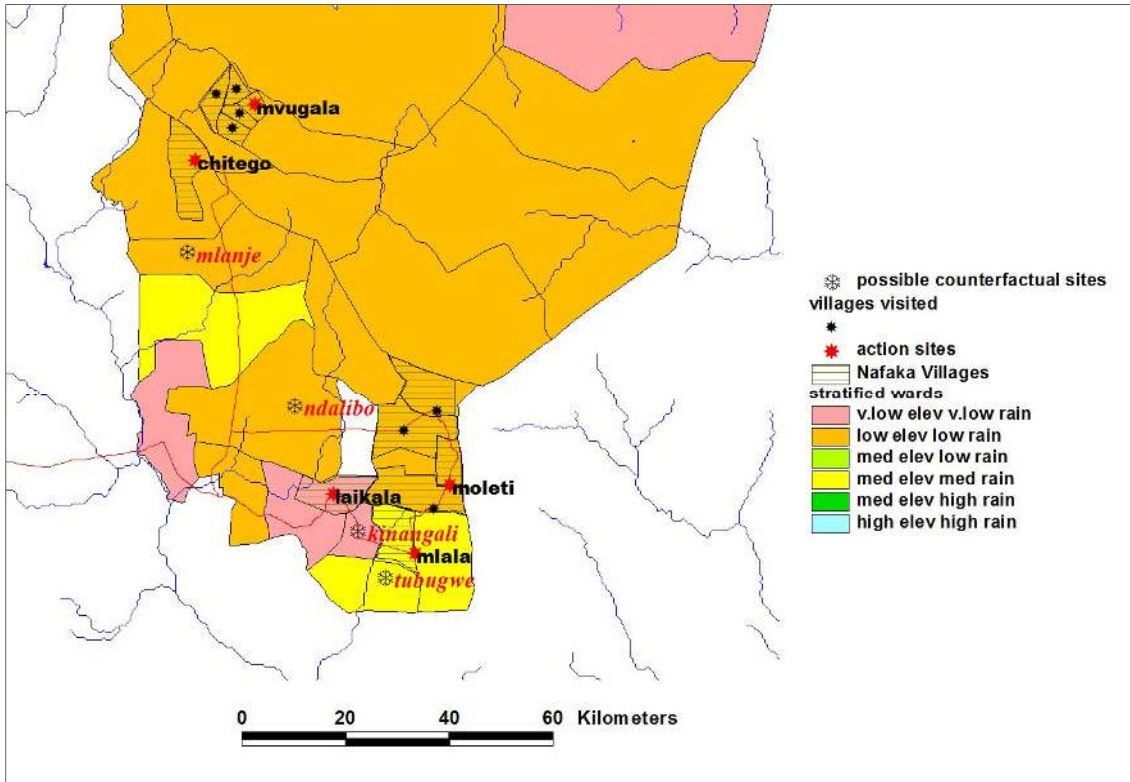 mvugala
chitego
mlanje
ndalibo
moleti
laikala
kinangali
mlala
tubugwe
possible counterfactual sites
villages visited
action sites
Nafaka Villages
stratified wards
v.low elev v.low rain
low elev low rain
med elev low rain
med elev med rain
med elev high rain
high elev high rain
0 20 40 60 Kilometers